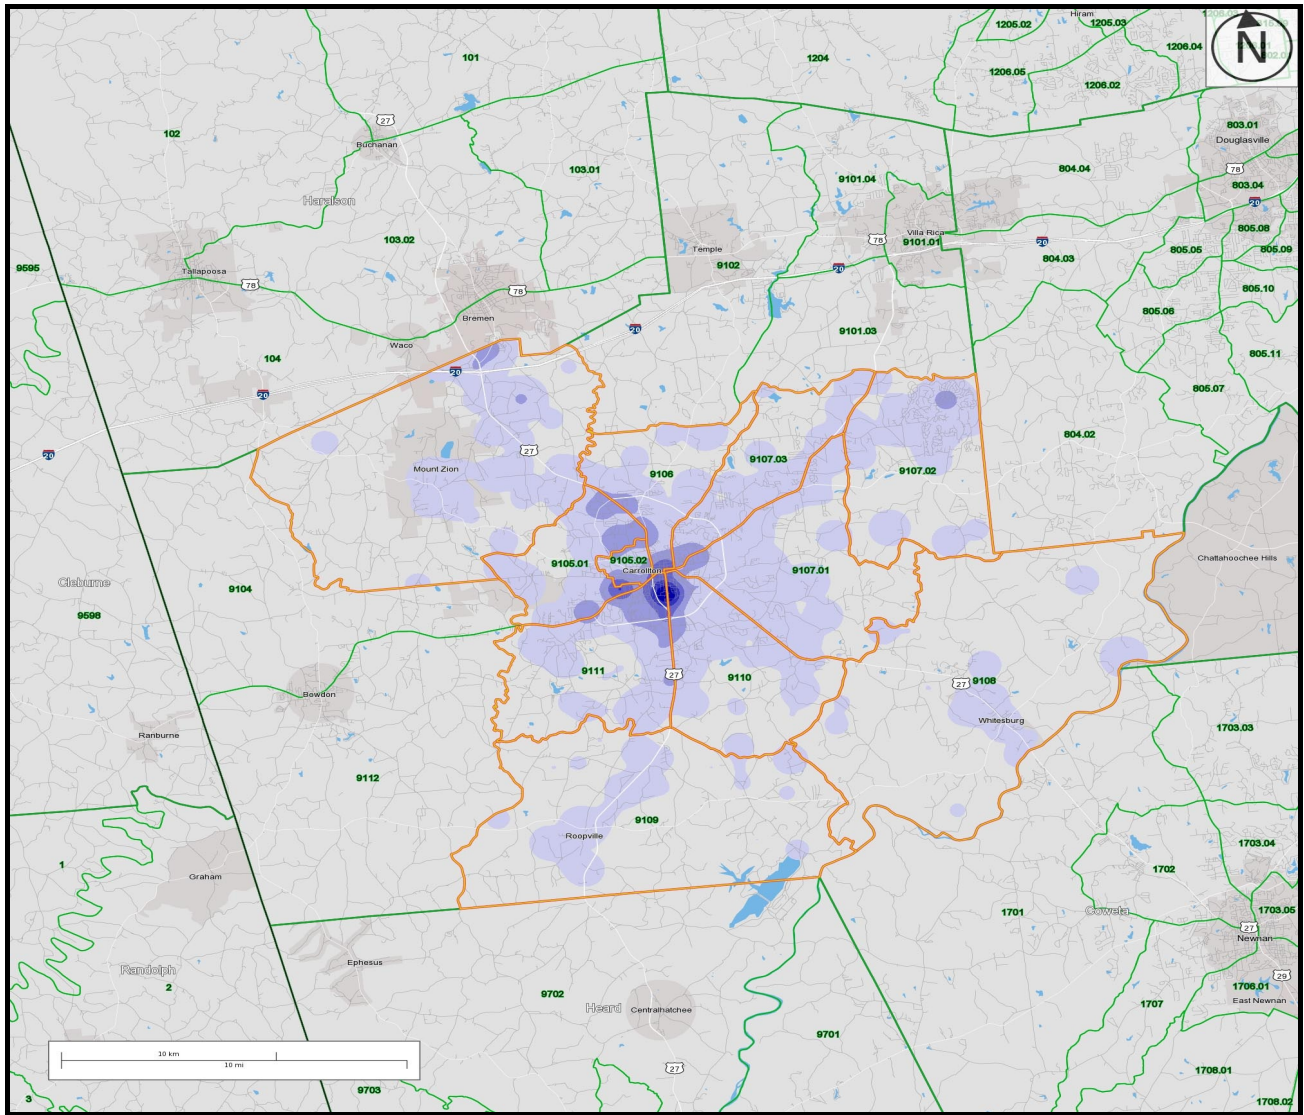 1205.02
Hiram
1205.03
1206.04
N
101
1204
1206.05
1206.02
27
102
Buchanan
803.01
Douglasville
103.01
9101.04
804.04
78
803.04
Haralson
20
103.02
78
Villa Rica
9101.01
20
805.08
805.05
805.09
Temple
9102
804.03
9595
Tallapoosa
78
20
78
805.10
Bremen
805.06
20
9101.03
Waco
104
805.11
20
20
805.07
804.02
27
20
Mount Zion
9106
9107.03
9107.02
9105.01
9105.02
Carrollton
9107.01
Chattahoochee Hills
Cleburne
9104
9598
9111
27
9110
27
9108
Bowdon
Whitesburg
1703.03
Ranburne
9112
9109
Roopville
1703.04
1
1702
Graham
1701
Coweta
1703.05
27
Newnan
Ephesus
Randolph
29
2
9702
1706.01
Heard
Centralhatchee
1707
East Newnan
9701
10 km
10 mi
27
1708.01
9703
3
1708.02